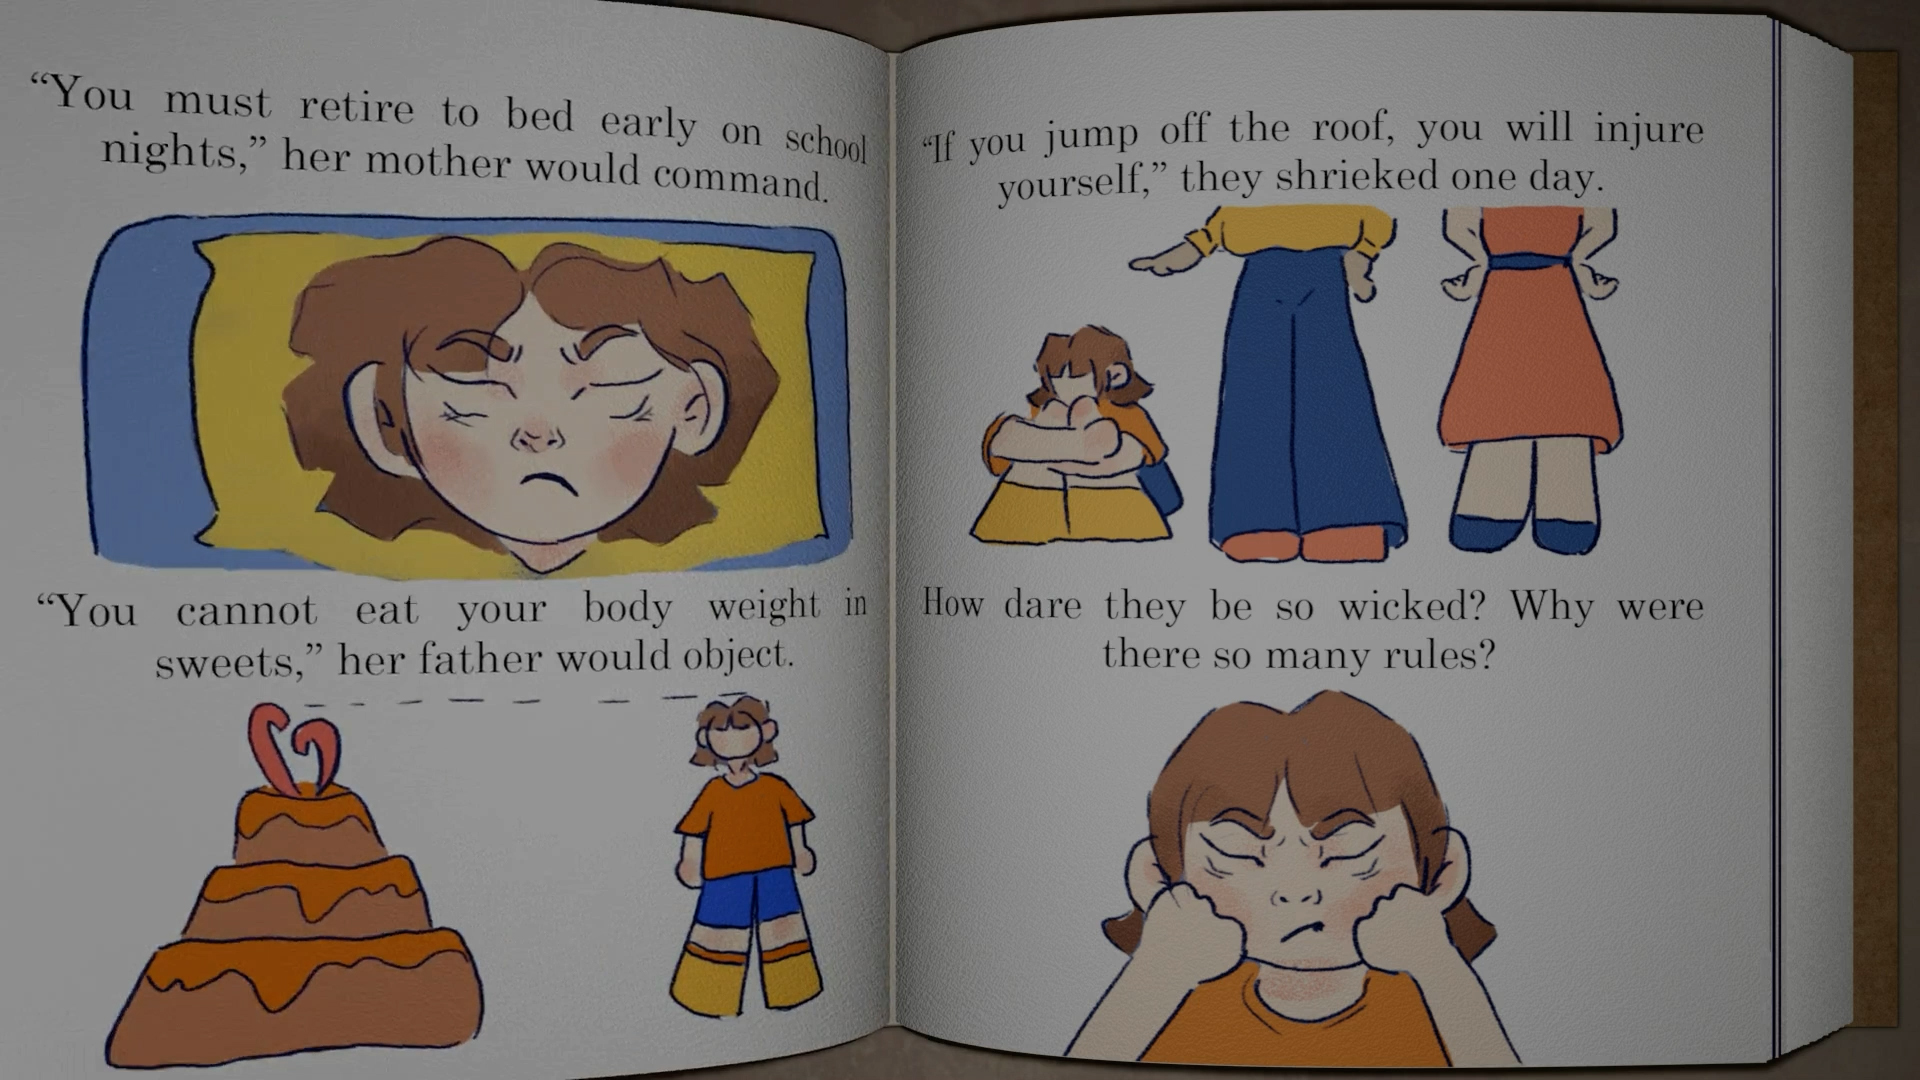 “You must retire to bed early on school
nights,” her mother would command.
“You cannot eat your body weight in
sweets,” her father would object.
“If you jump off the roof, you will injure
yourself,” they shrieked one day.
How dare they be so wicked? Why were
there so many rules?